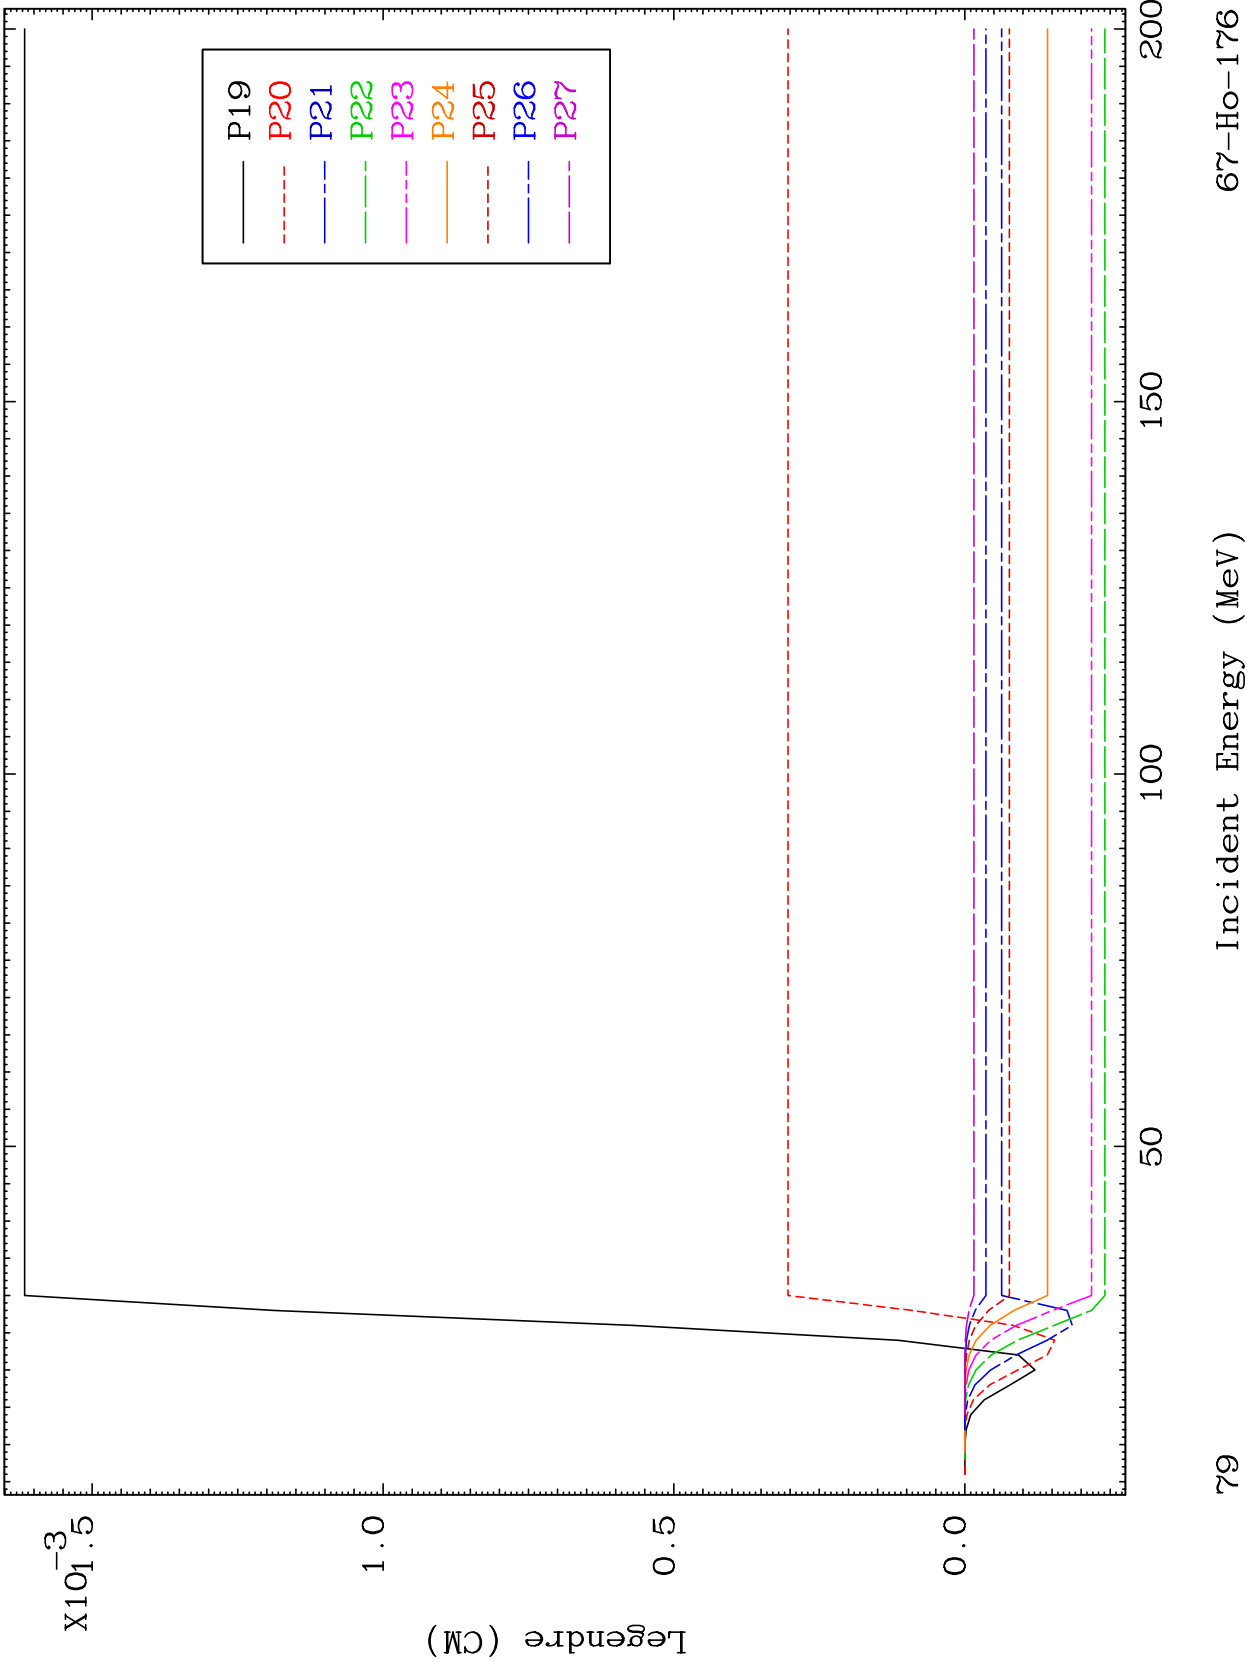 X10-3
1.5
1.0
0.5
0.0
Legendre (CM)
P19
P20
P21
P22
P23
P24
P25
P26
P27
50
100
150
200
Incident Energy (MeV)
79
67-Ho-176